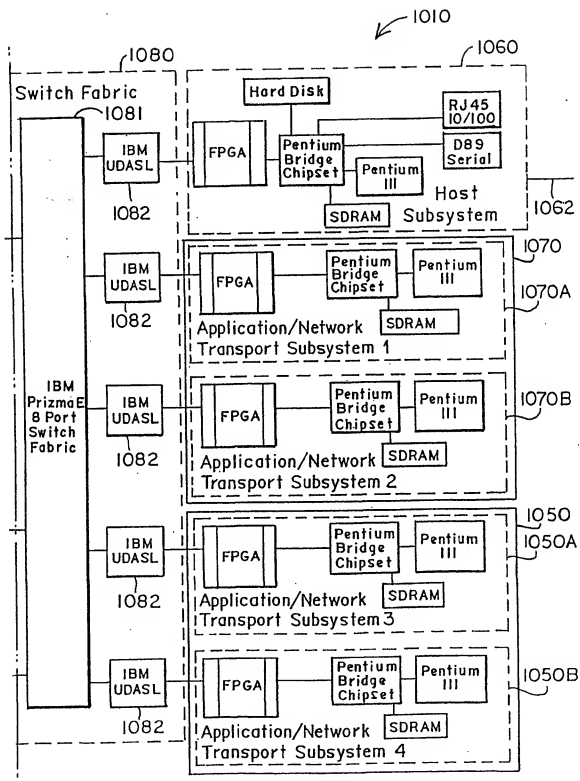 1010
1080
1060
Switch Fabric
1081
Hard Disk
RJ45
10/100
D89
Serial
IBM
UDASL
1082
FPGA
Pentium
Bridge
Chipset
Pentium
III
SDRAM
Host
Subsystem
1062
1070
1070A
IBM
UDASL
1082
FPGA
Pentium
Bridge
Chipset
Pentium
III
SDRAM
Application/Network
Transport Subsystem 1
IBM
PrizmaE
8 Port
Switch
Fabric
1070B
IBM
UDASL
1082
FPGA
Pentium
Bridge
Chipset
Pentium
III
SDRAM
Application/Network
Transport Subsystem 2
1050
1050A
IBM
UDASL
1082
FPGA
Pentium
Bridge
Chipset
Pentium
III
SDRAM
Application/Network
Transport Subsystem 3
1050B
IBM
UDASL
1082
FPGA
Pentium
Bridge
Chipset
Pentium
III
SDRAM
Application/Network
Transport Subsystem 4